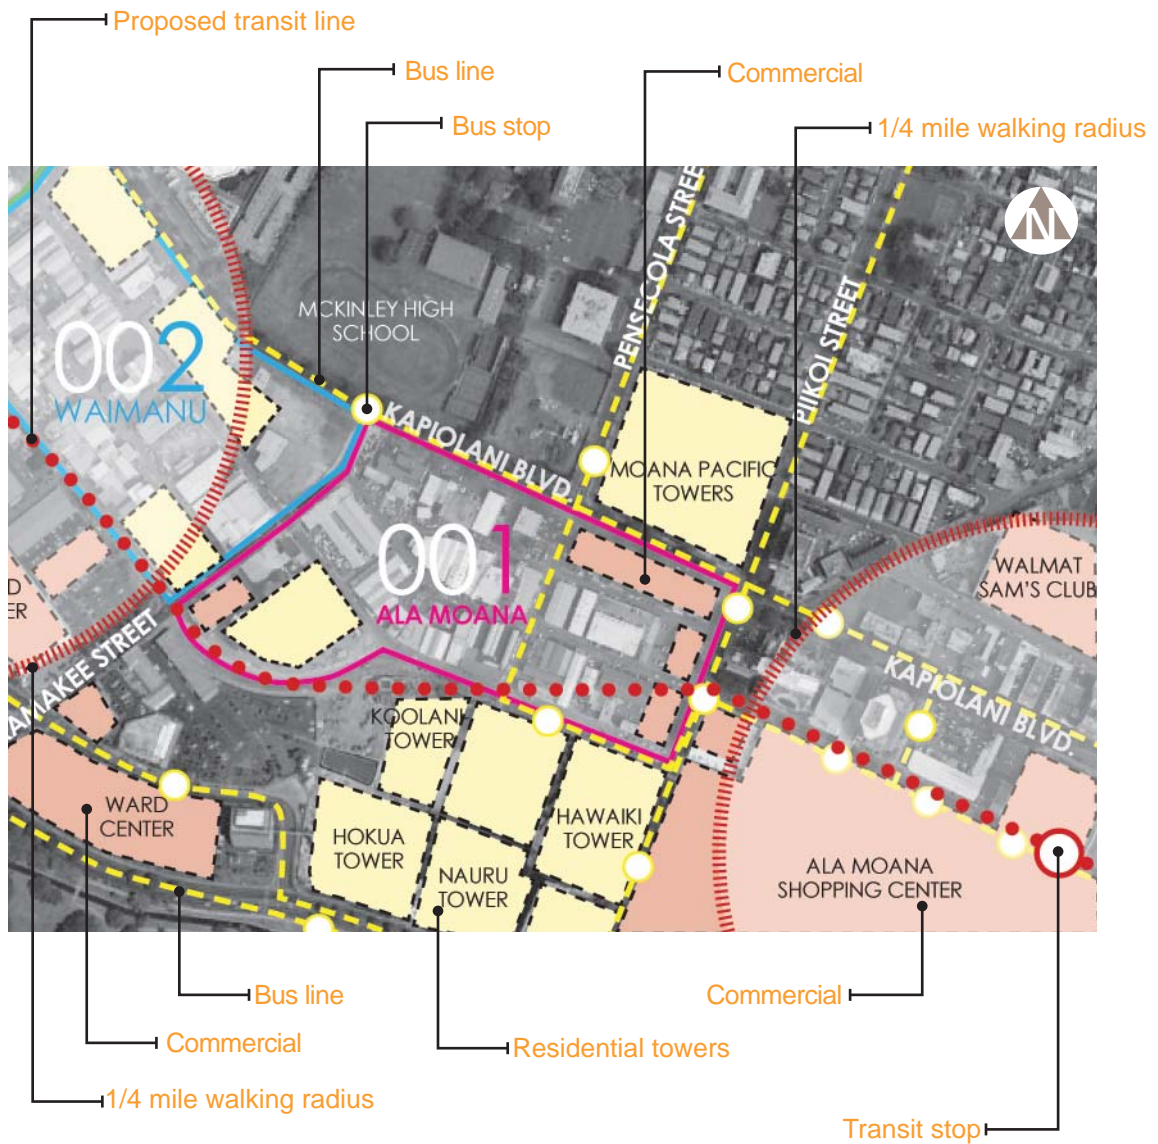 Proposed transit line
Bus line
Commercial
Bus stop
1/4 mile walking radius
N
PENSECOLA STREE
PIIKOI STREET
MCKINLEY HIGH
SCHOOL
002
WAIMANU
KAPIOLANI BLVD.
MOANA PACIFIC
TOWERS
001
ALA MOANA
WALMAT
SAM'S CLUB
D
ER
AMAKEE STREET
KAPIOLANI BLVD.
KOOLANI
TOWER
WARD
CENTER
HOKUA
TOWER
HAWAIKI
TOWER
NAURU
TOWER
ALA MOANA
SHOPPING CENTER
Bus line
Commercial
Commercial
Residential towers
1/4 mile walking radius
Transit stop